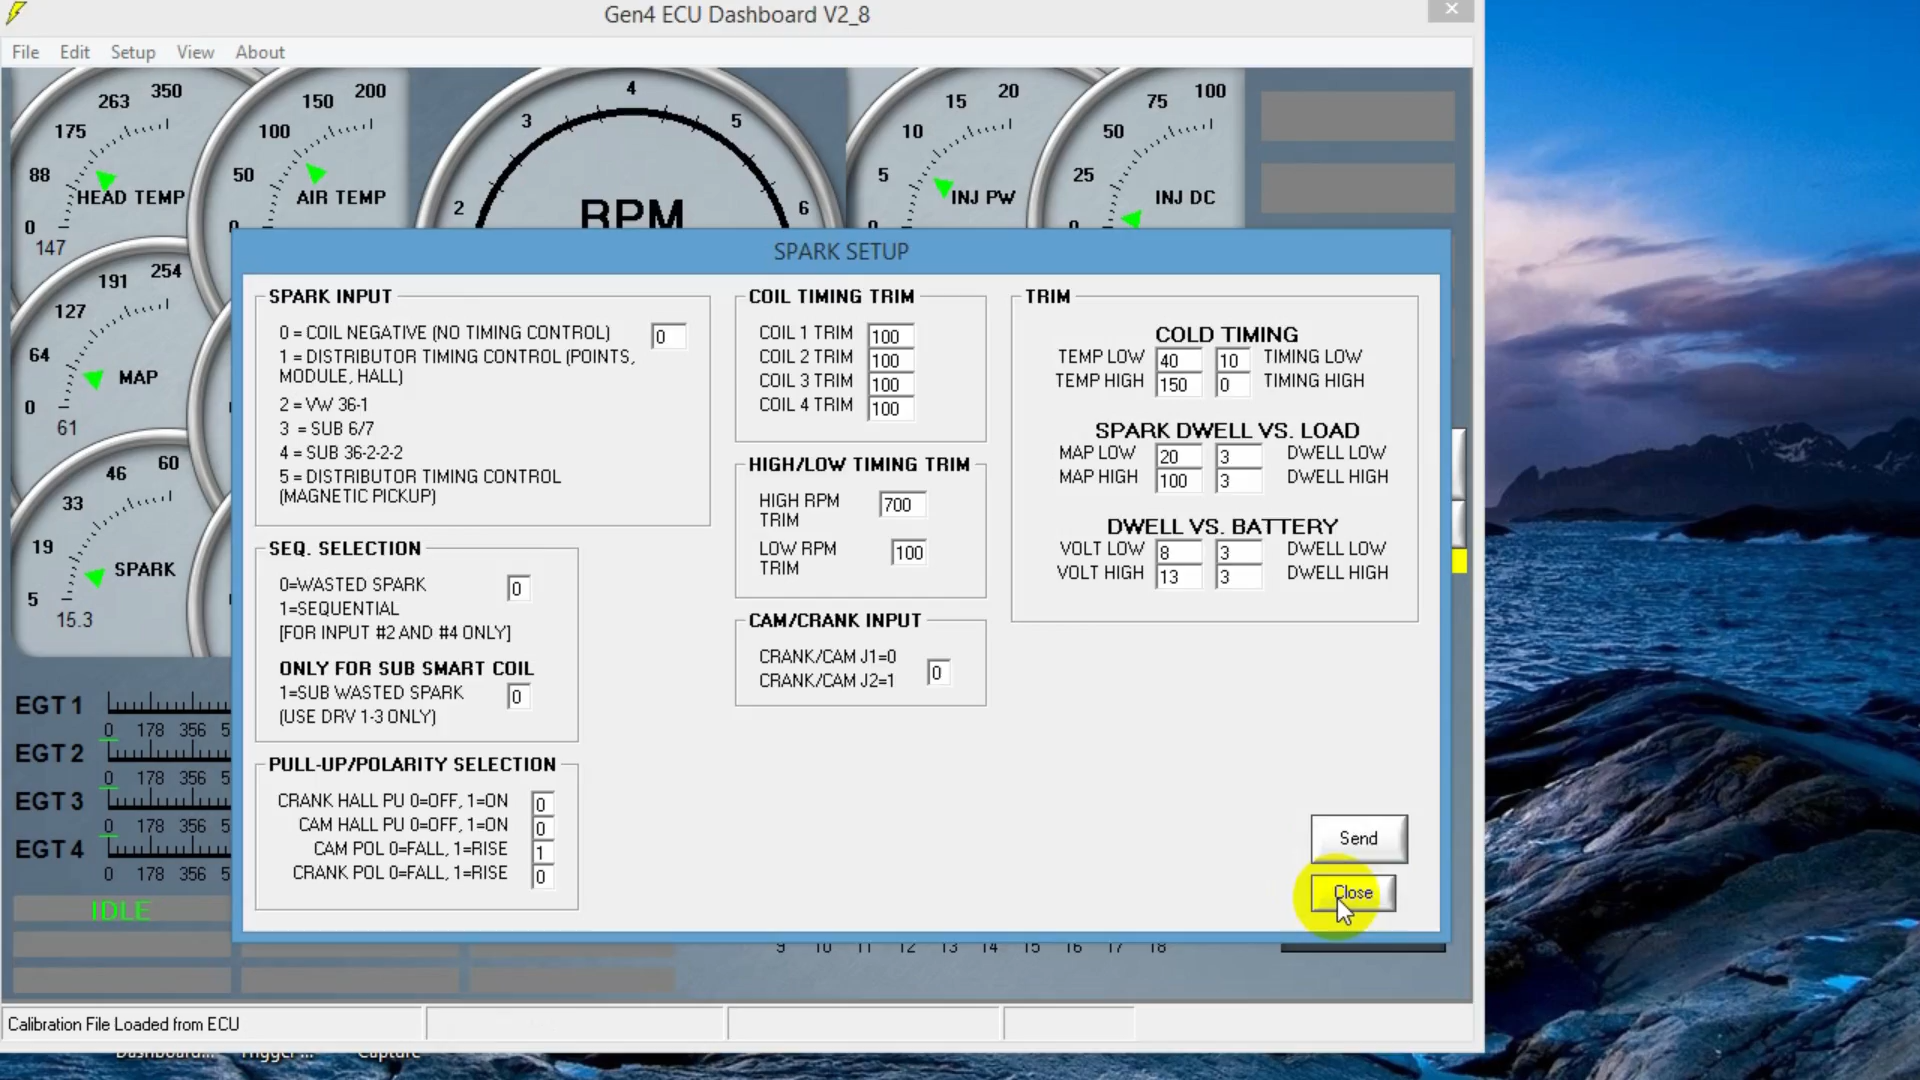 Gen4 ECU Dashboard V2_8
File Edit Setup View About
0 88 175 263 350
HEAD TEMP
147
0 50 100 150 200
AIR TEMP
2 3 4 5 6
RPM
0 5 10 15 20
INJ PW
0 25 50 75 100
INJ DC
0 64 127 191 254
MAP
61
5 19 33 46 60
SPARK
15.3
EGT 1
0 178 356 5
EGT 2
0 178 356 5
EGT 3
0 178 356 5
EGT 4
0 178 356 5
IDLE
SPARK SETUP
SPARK INPUT
0 = COIL NEGATIVE (NO TIMING CONTROL) 0
1 = DISTRIBUTOR TIMING CONTROL (POINTS,
MODULE, HALL)
2 = VW 36-1
3 = SUB 6/7
4 = SUB 36-2-2-2
5 = DISTRIBUTOR TIMING CONTROL
(MAGNETIC PICKUP)
SEQ. SELECTION
0=WASTED SPARK 0
1=SEQUENTIAL
[FOR INPUT #2 AND #4 ONLY]
ONLY FOR SUB SMART COIL
1=SUB WASTED SPARK 0
(USE DRV 1-3 ONLY)
PULL-UP/POLARITY SELECTION
CRANK HALL PU 0=OFF, 1=ON 0
CAM HALL PU 0=OFF, 1=ON 0
CAM POL 0=FALL, 1=RISE 1
CRANK POL 0=FALL, 1=RISE 0
COIL TIMING TRIM
COIL 1 TRIM 100
COIL 2 TRIM 100
COIL 3 TRIM 100
COIL 4 TRIM 100
HIGH/LOW TIMING TRIM
HIGH RPM
TRIM 700
LOW RPM
TRIM 100
CAM/CRANK INPUT
CRANK/CAM J1=0
CRANK/CAM J2=1 0
TRIM
COLD TIMING
TEMP LOW 40 10 TIMING LOW
TEMP HIGH 150 0 TIMING HIGH
SPARK DWELL VS. LOAD
MAP LOW 20 3 DWELL LOW
MAP HIGH 100 3 DWELL HIGH
DWELL VS. BATTERY
VOLT LOW 8 3 DWELL LOW
VOLT HIGH 13 3 DWELL HIGH
Send
Close
9 10 11 12 13 14 15 16 17 18
Calibration File Loaded from ECU
Dashboard... Trigger ... Capture